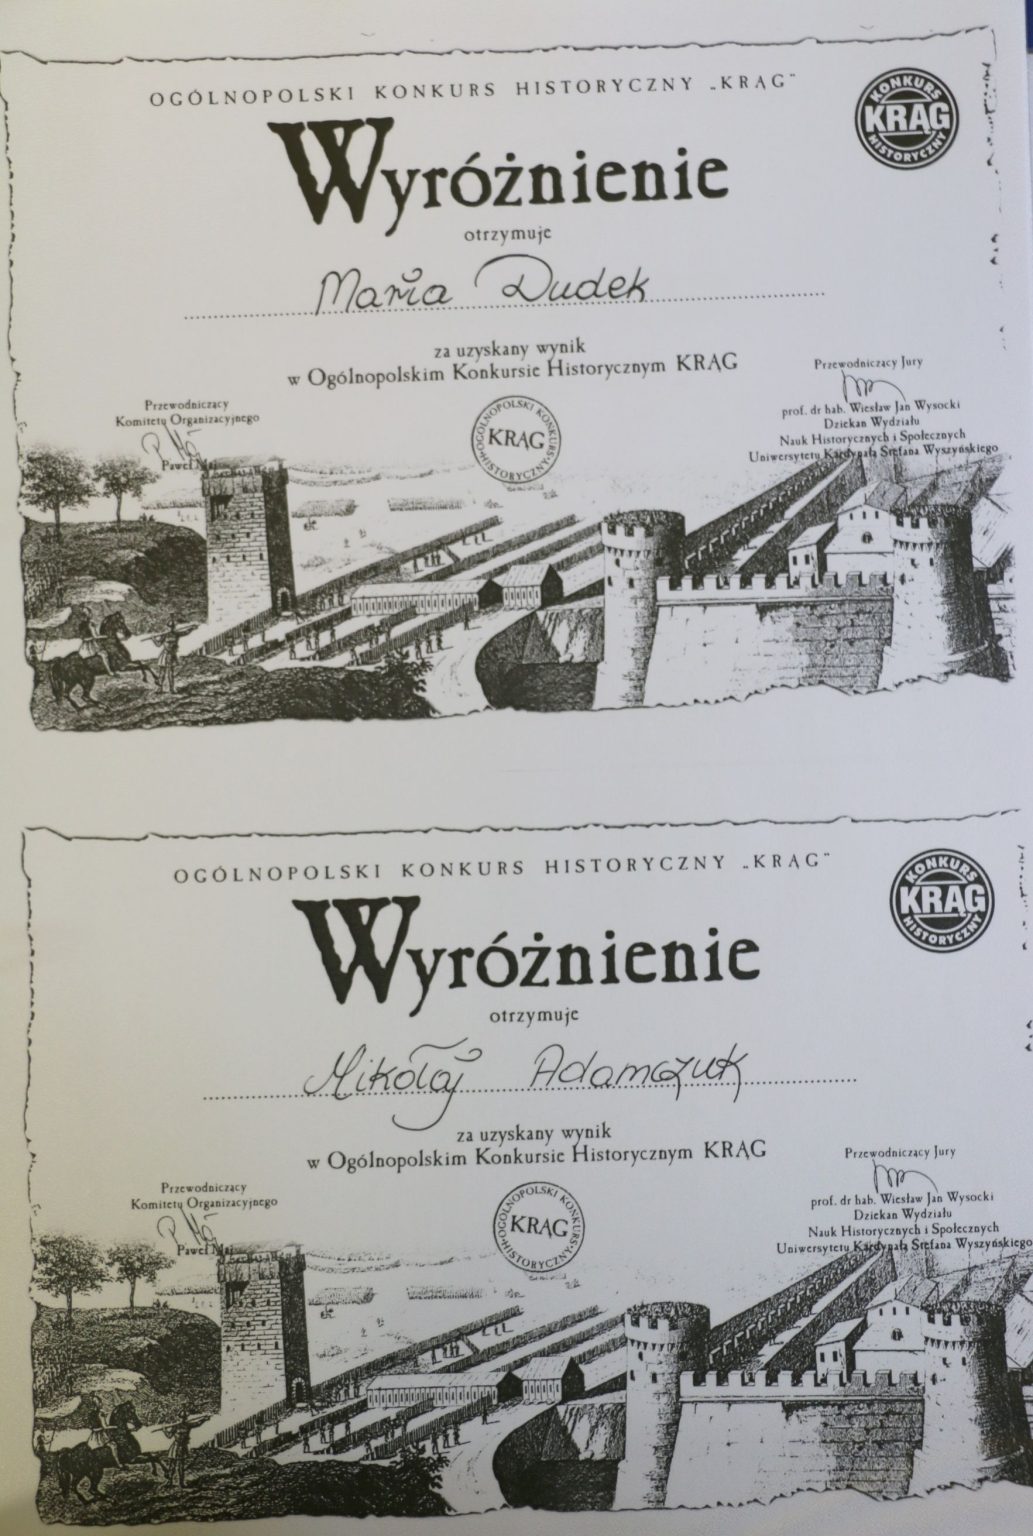 OGÓLNOPOLSKI KONKURS HISTORYCZNY „KRĄG"
KONKURS
KRĄG
HISTORYCZNY
Wyróżnienie
otrzymuje
Maria Dudek
za uzyskany wynik
w Ogólnopolskim Konkursie Historycznym KRĄG
Przewodniczący
Komitetu Organizacyjnego
Paweł Maj
OGÓLNOPOLSKI KONKURS
KRĄG
HISTORYCZNY
Przewodniczący Jury
prof. dr hab. Wiesław Jan Wysocki
Dziekan Wydziału
Nauk Historycznych i Społecznych
Uniwersytetu Kardynała Stefana Wyszyńskiego
OGÓLNOPOLSKI KONKURS HISTORYCZNY „KRĄG"
KONKURS
KRĄG
HISTORYCZNY
Wyróżnienie
otrzymuje
Mikołaj Adamczuk
za uzyskany wynik
w Ogólnopolskim Konkursie Historycznym KRĄG
Przewodniczący
Komitetu Organizacyjnego
Paweł Maj
OGÓLNOPOLSKI KONKURS
KRĄG
HISTORYCZNY
Przewodniczący Jury
prof. dr hab. Wiesław Jan Wysocki
Dziekan Wydziału
Nauk Historycznych i Społecznych
Uniwersytetu Kardynała Stefana Wyszyńskiego